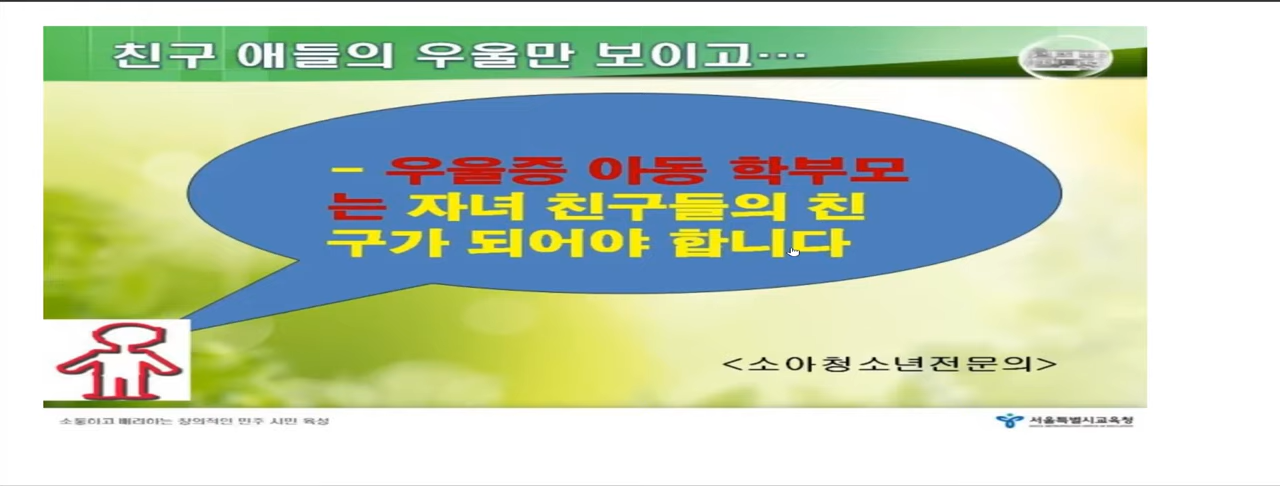 친구 애들의 우울만 보이고…
- 우울증 아동 학부모
는 자녀 친구들의 친
구가 되어야 합니다
<소아청소년전문의>
소통하고 배려하는 창의적인 민주 시민 육성
서울특별시교육청